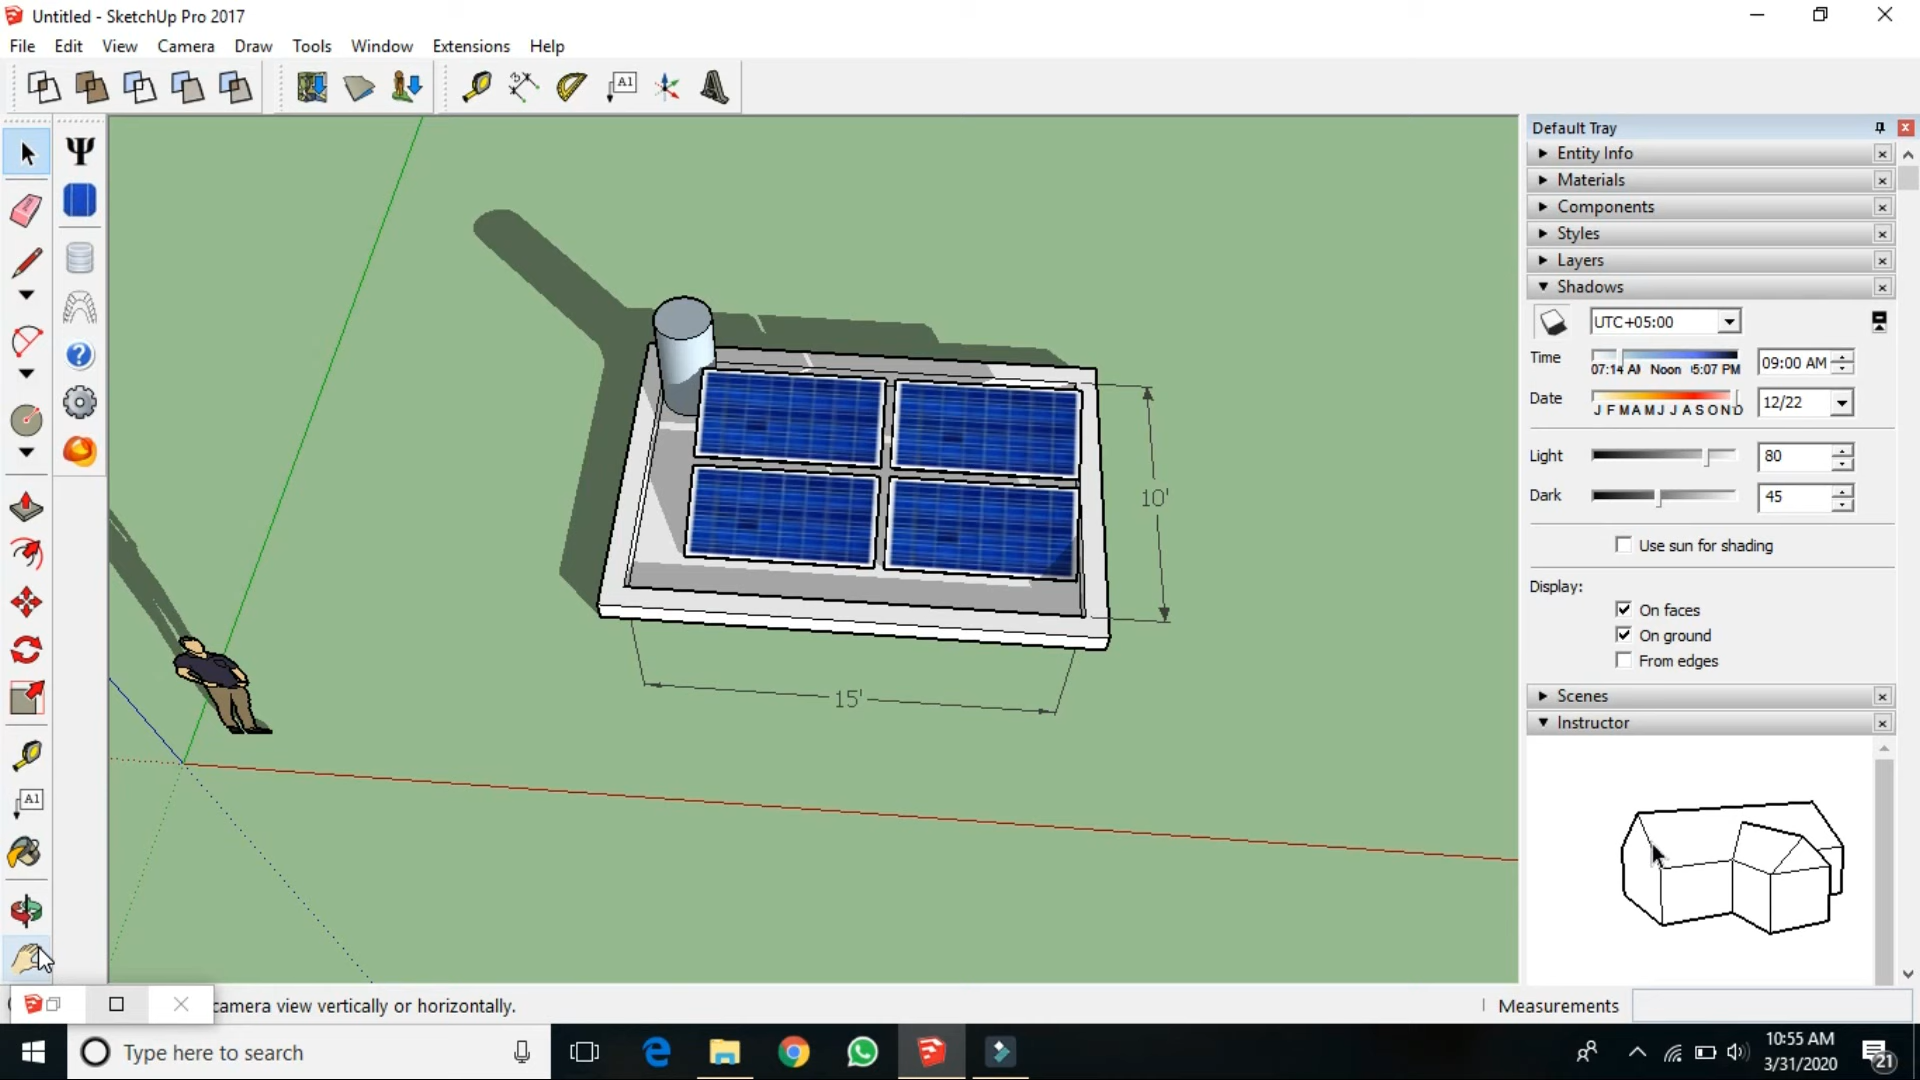 Untitled - SketchUp Pro 2017
File Edit View Camera Draw Tools Window Extensions Help
A1
Default Tray
Entity Info
Materials
Components
Styles
Layers
Shadows
UTC+05:00
Time
07:14 AM Noon 05:07 PM
09:00 AM
Date
J F M A M J J A S O N D
12/22
Light
80
Dark
45
Use sun for shading
Display:
On faces
On ground
From edges
Scenes
Instructor
10'
15'
A1
camera view vertically or horizontally.
Measurements
Type here to search
10:55 AM
3/31/2020
21